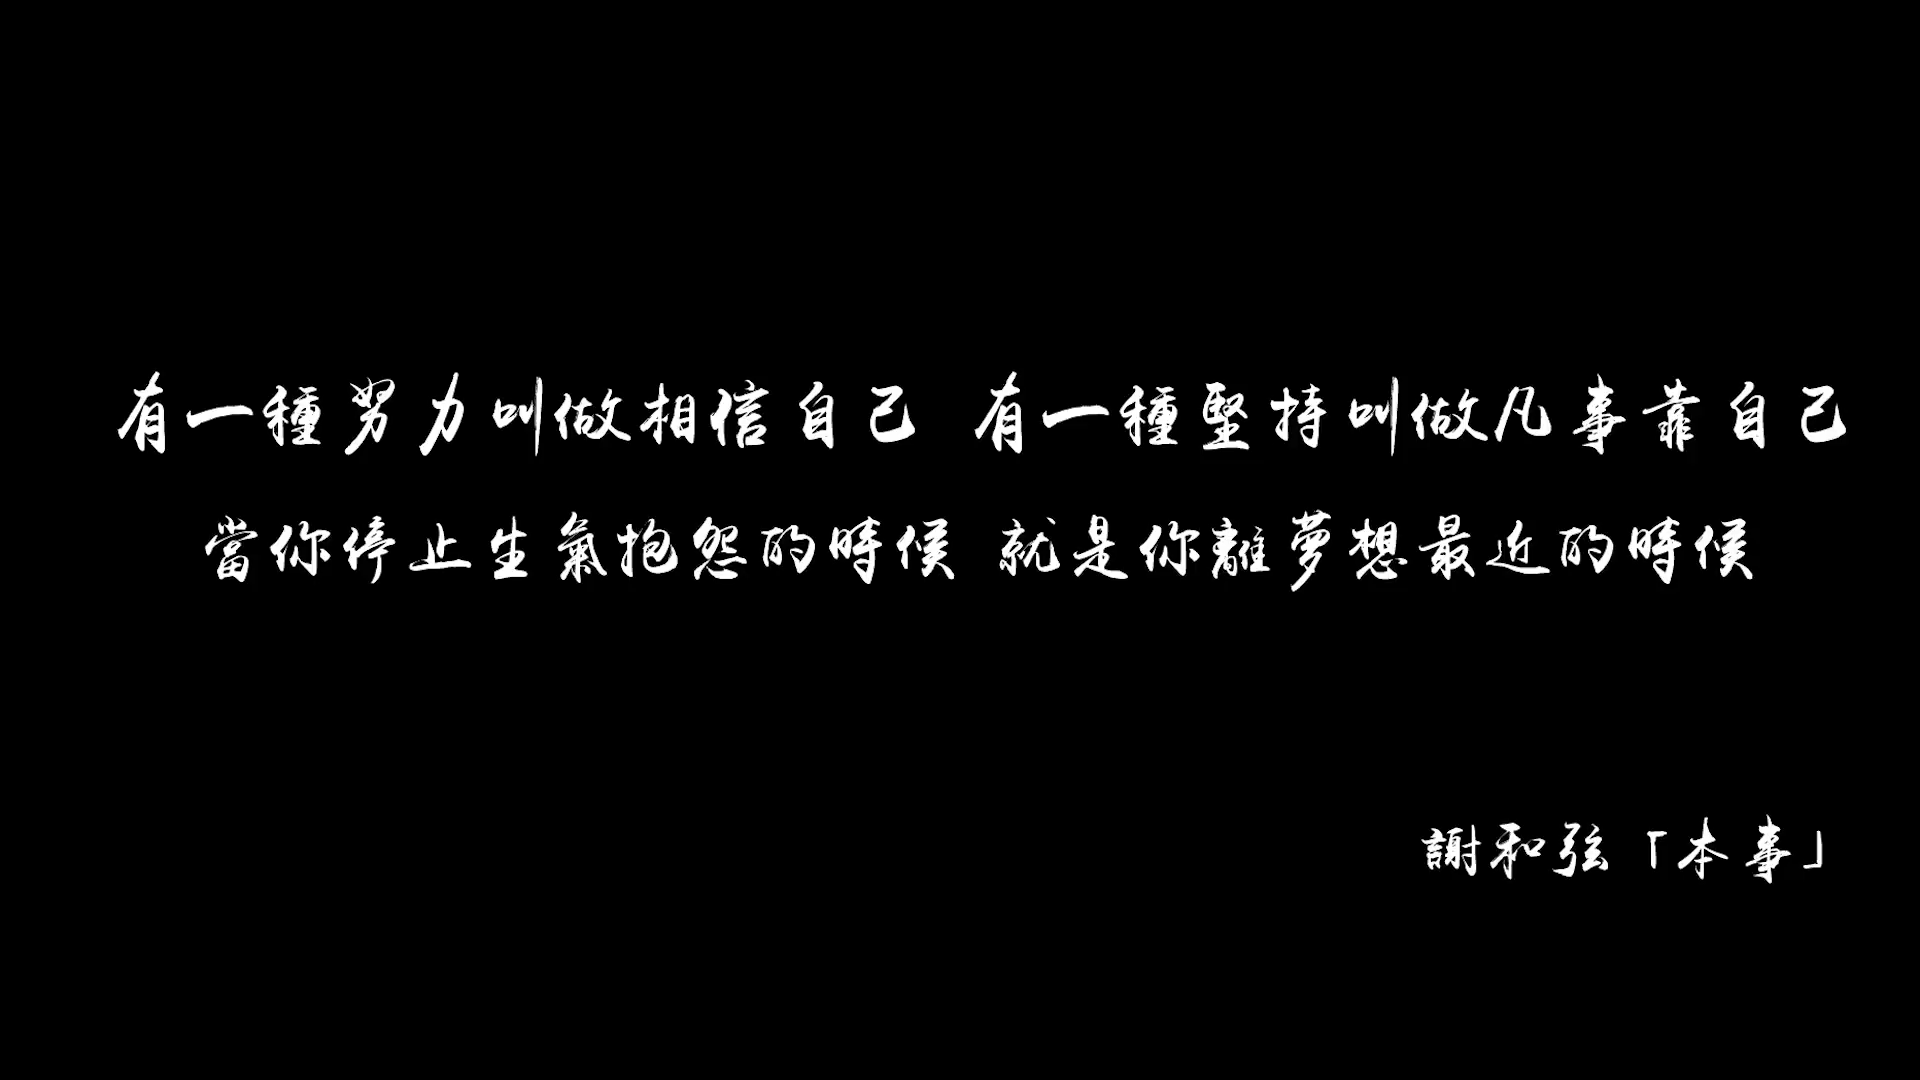 有一種努力叫做相信自己 有一種堅持叫做凡事靠自己
當你停止生氣抱怨的時候 就是你離夢想最近的時候
謝和弦「本事」